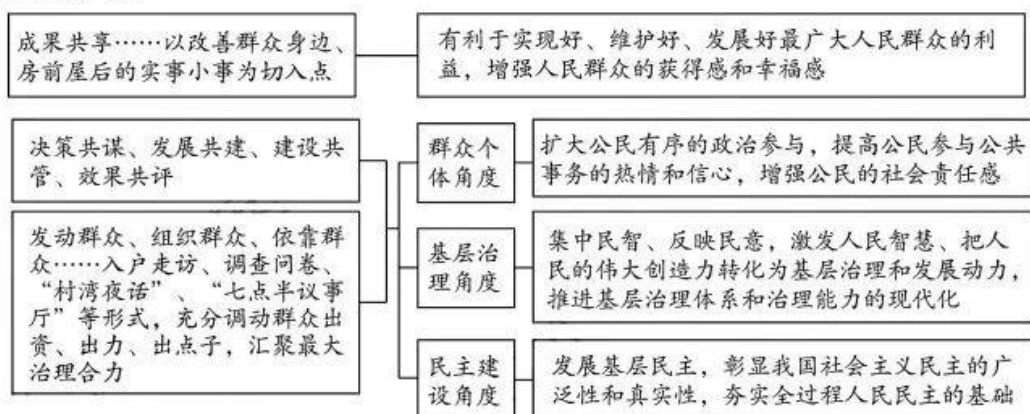 成果共享……以改善群众身边、
房前屋后的实事小事为切入点
有利于实现好、维护好、发展好最广大人民群众的利
益，增强人民群众的获得感和幸福感
决策共谋、发展共建、建设共
管、效果共评
发动群众、组织群众、依靠群
众……入户走访、调查问卷、
“村湾夜话”、“七点半议事
厅”等形式，充分调动群众出
资、出力、出点子，汇聚最大
治理合力
群众个
体角度
扩大公民有序的政治参与，提高公民参与公共
事务的热情和信心，增强公民的社会责任感
基层治
理角度
集中民智、反映民意，激发人民智慧、把人
民的伟大创造力转化为基层治理和发展动力，
推进基层治理体系和治理能力的现代化
民主建
设角度
发展基层民主，彰显我国社会主义民主的广
泛性和真实性，夯实全过程人民民主的基础